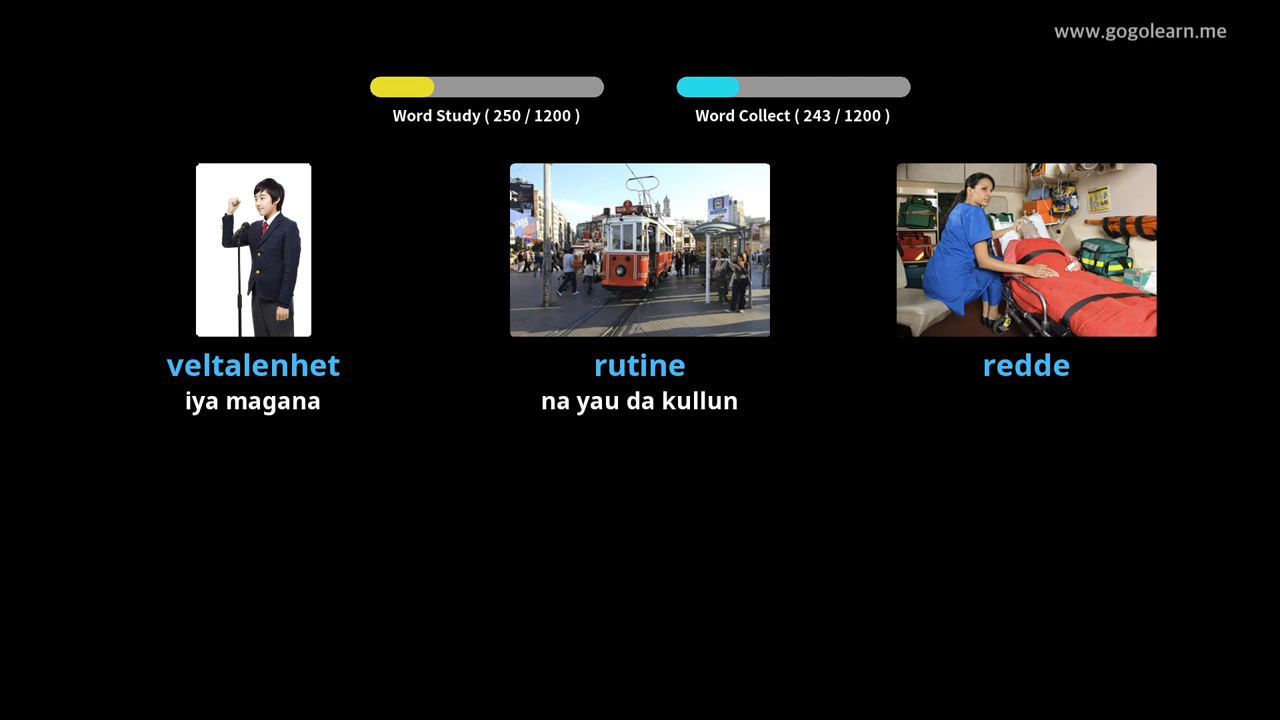 www.gogolearn.me
Word Study ( 250 / 1200 )
Word Collect ( 243 / 1200 )
veltalenhet
rutine
redde
iya magana
na yau da kullun